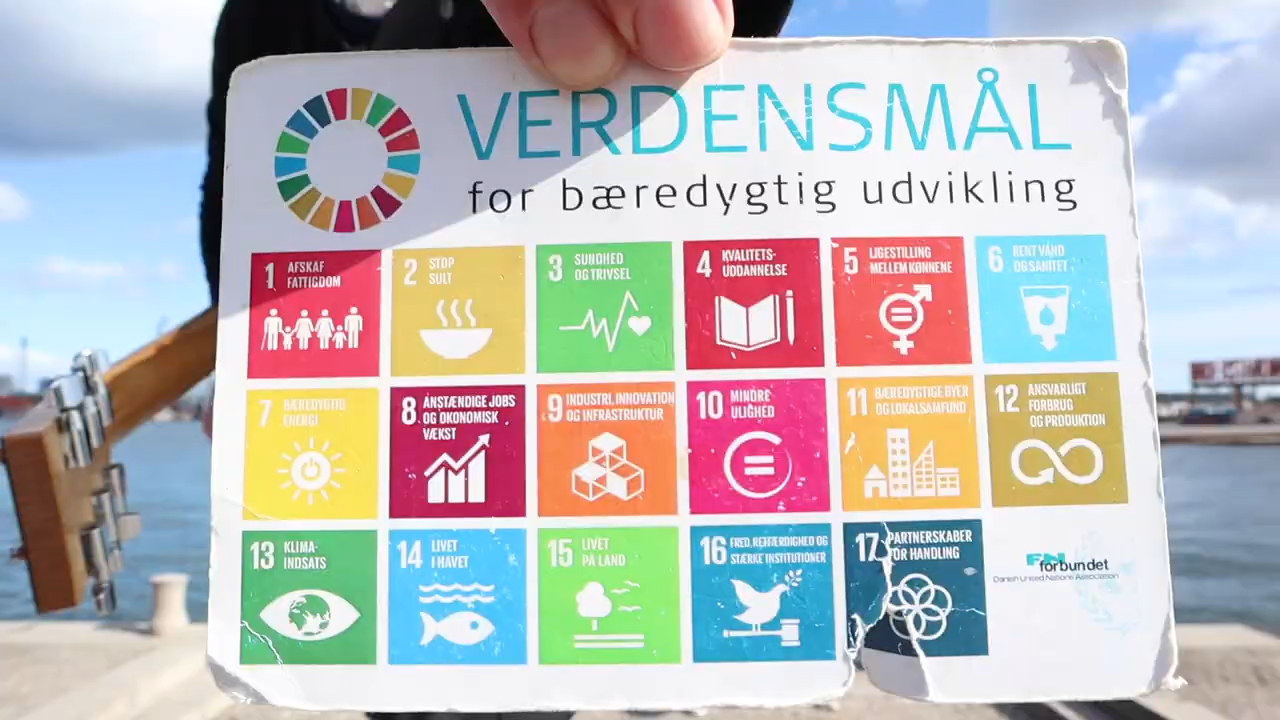 VERDENSMÅL
for bæredygtig udvikling
1 AFSKAF
FATTIGDOM
2 STOP
SULT
3 SUNDHED
OG TRIVSEL
4 KVALITETS-
UDDANNELSE
5 LIGESTILLING
MELLEM KØNNENE
6 RENT VAND
OG SANITET
7 BÆREDYGTIG
ENERGI
8 ANSTÆNDIGE JOBS
OG ØKONOMISK
VÆKST
9 INDUSTRI, INNOVATION
OG INFRASTRUKTUR
10 MINDRE
ULIGHED
11 BÆREDYGTIGE BYER
OG LOKALSAMFUND
12 ANSVARLIGT
FORBRUG
OG PRODUKTION
13 KLIMA-
INDSATS
14 LIVET
I HAVET
15 LIVET
PÅ LAND
16 FRED, RETFÆRDIGHED OG
STÆRKE INSTITUTIONER
17 PARTNERSKABER
FOR HANDLING
FN
forbundet
Danish United Nations Association